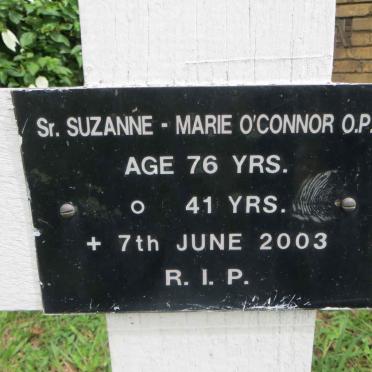 Sr. SUZANNE - MARIE O'CONNOR O.P.
AGE 76 YRS.
o 41 YRS.
+ 7th JUNE 2003
R. I. P.